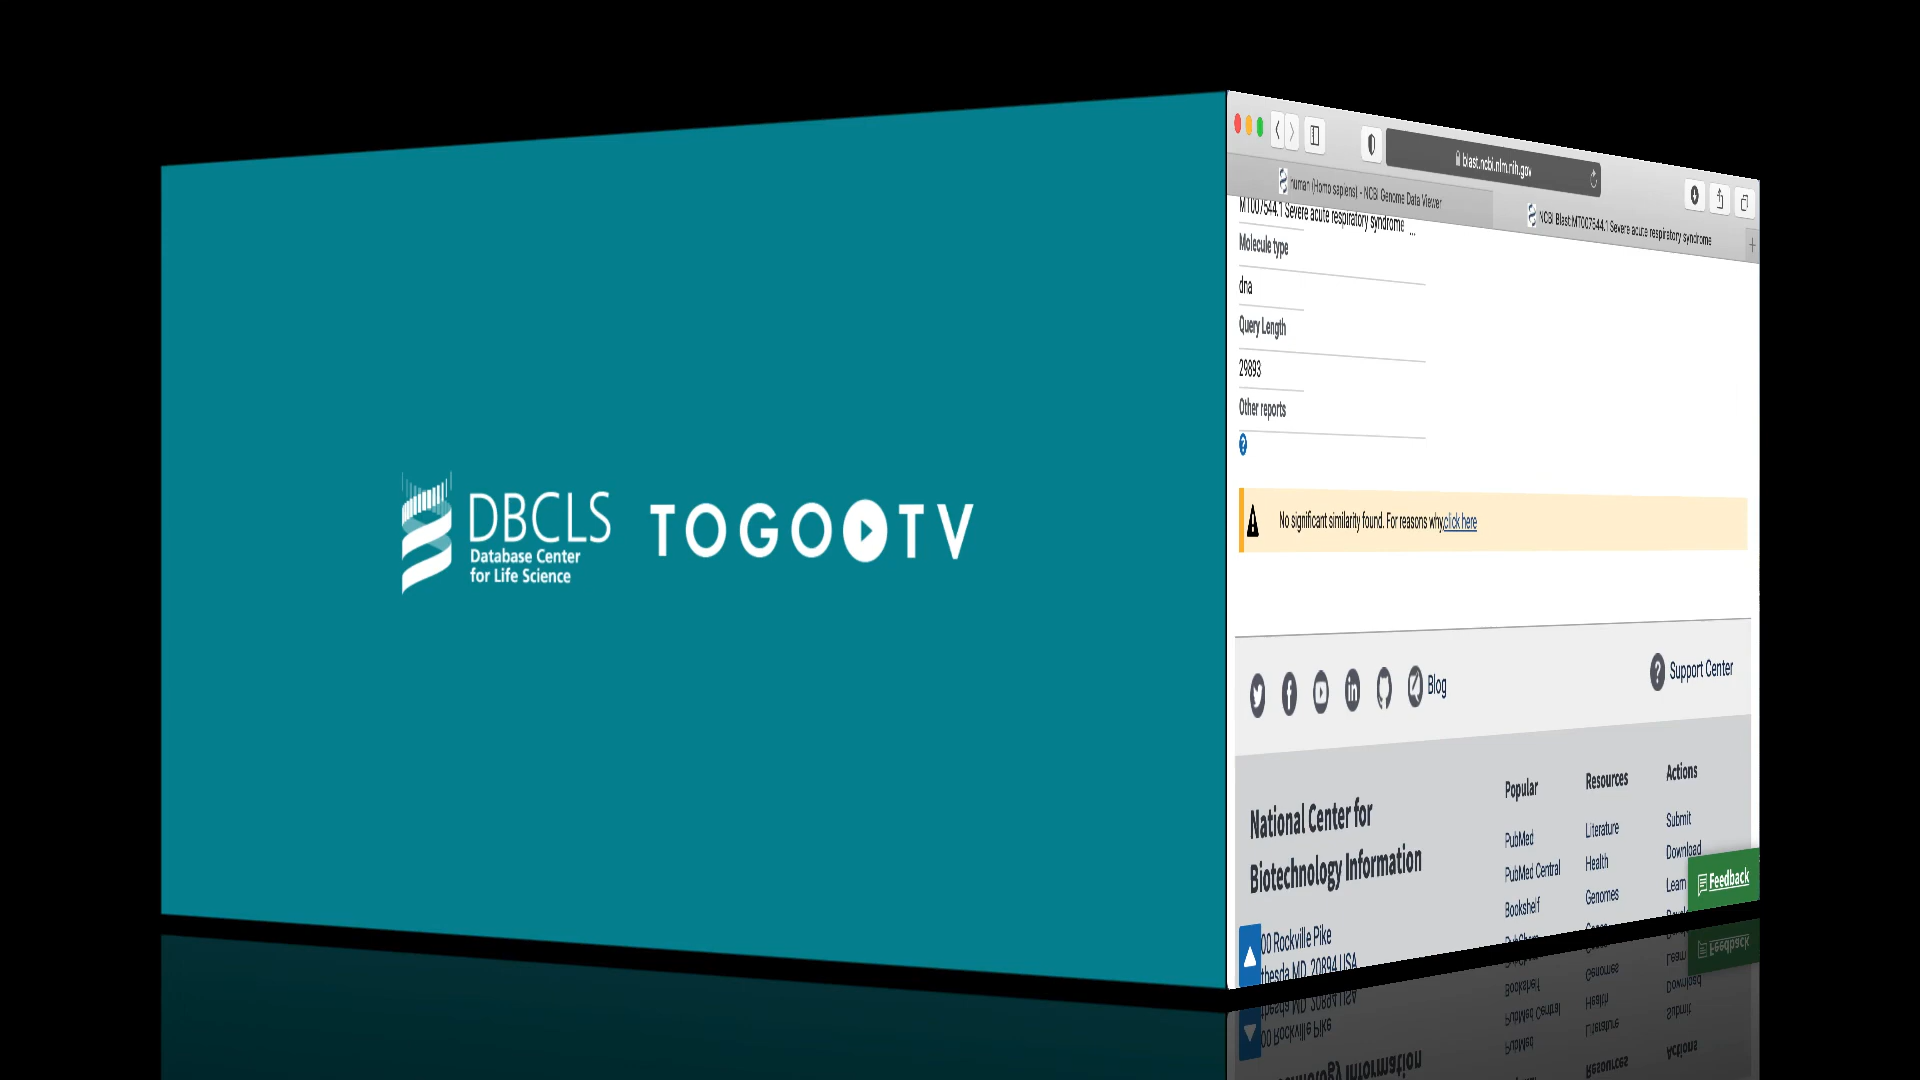 DBCLS
Database Center
for Life Science
TOGO TV
blast.ncbi.nlm.nih.gov
human (Homo sapiens) - NCBI Genome Data Viewer
NCBI Blast:MT007544.1 Severe acute respiratory syndrome
MT007544.1 Severe acute respiratory syndrome ...
Molecule type
dna
Query Length
29893
Other reports
No significant similarity found. For reasons why,click here
Blog
Support Center
National Center for
Biotechnology Information
00 Rockville Pike
thesda MD, 20894 USA
Popular
PubMed
PubMed Central
Bookshelf
Resources
Literature
Health
Genomes
Actions
Submit
Download
Learn
Feedback